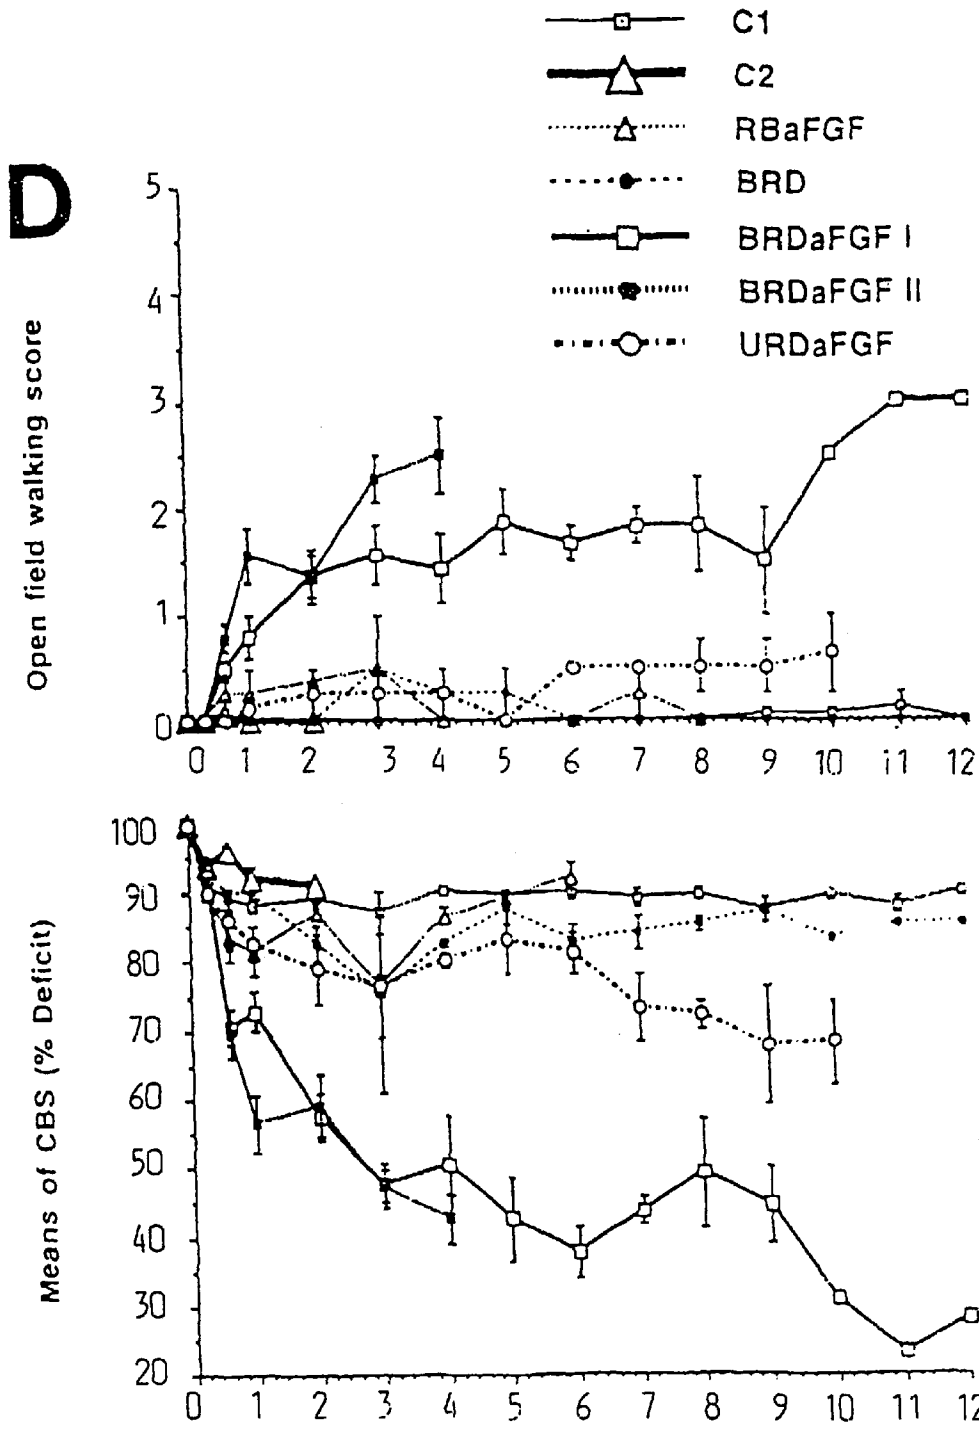 C1
C2
RBaFGF
BRD
BRDaFGF I
BRDaFGF II
URDaFGF
D
Open field walking score
5
4
3
2
1
0
0 1 2 3 4 5 6 7 8 9 10 11 12
Means of CBS (% Deficit)
100
90
80
70
60
50
40
30
20
0 1 2 3 4 5 6 7 8 9 10 11 12